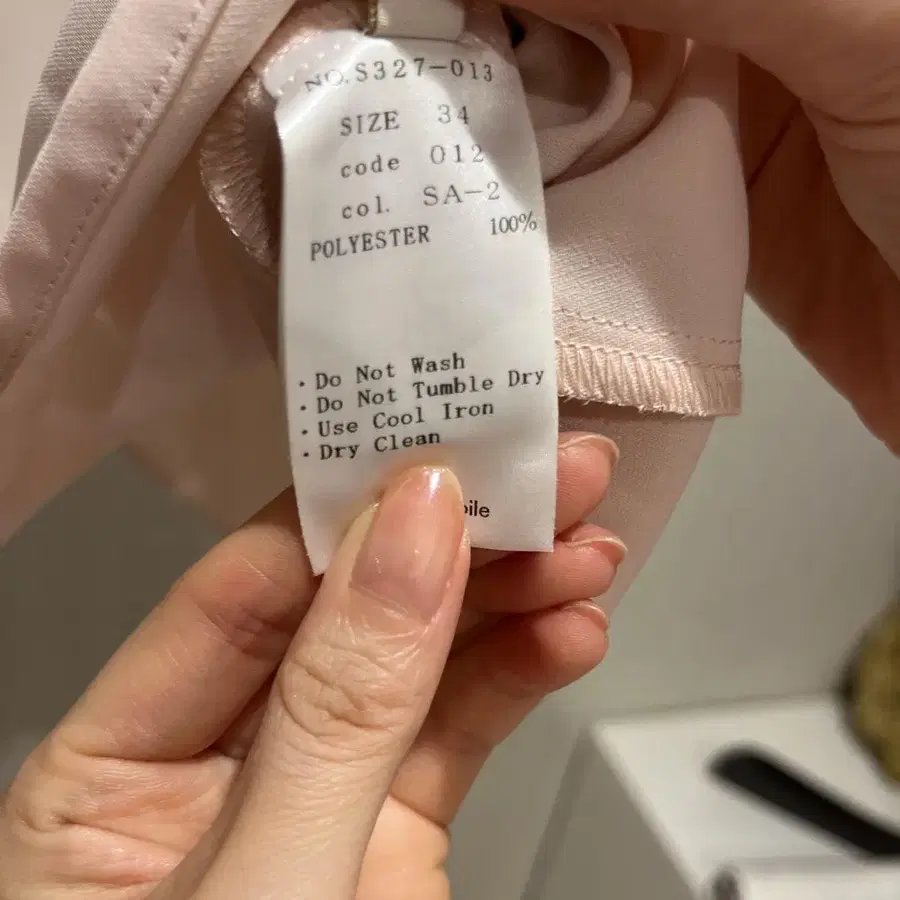 NO.S327-013
SIZE 34
code 012
col. SA-2
POLYESTER 100%
・Do Not Wash
・Do Not Tumble Dry
・Use Cool Iron
・Dry Clean